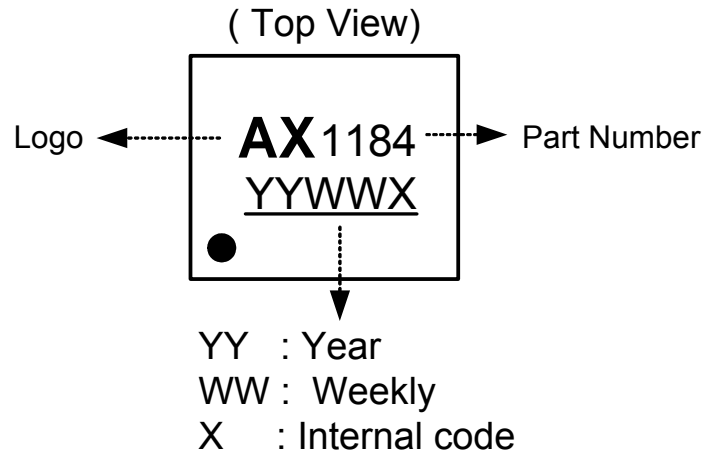 ( Top View)
Logo AX1184 Part Number
YYWWX
YY : Year
WW : Weekly
X : Internal code